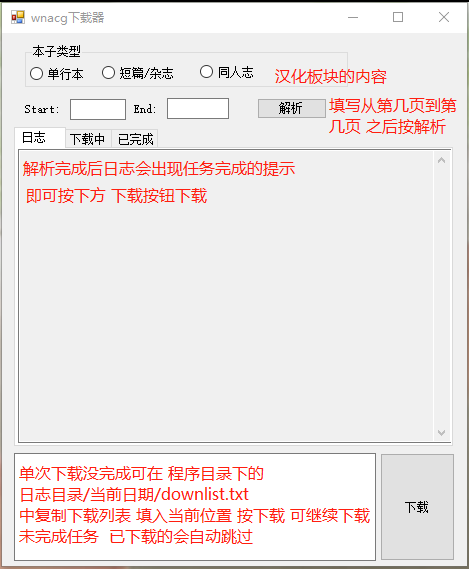 wnacg下载器
本子类型
单行本 短篇/杂志 同人志 汉化板块的内容
Start: End: 解析 填写从第几页到第
几页 之后按解析
日志 下载中 已完成
解析完成后日志会出现任务完成的提示
即可按下方 下载按钮下载
单次下载没完成可在 程序目录下的
日志目录/当前日期/downlist.txt
中复制下载列表 填入当前位置 按下载 可继续下载
未完成任务 已下载的会自动跳过
下载